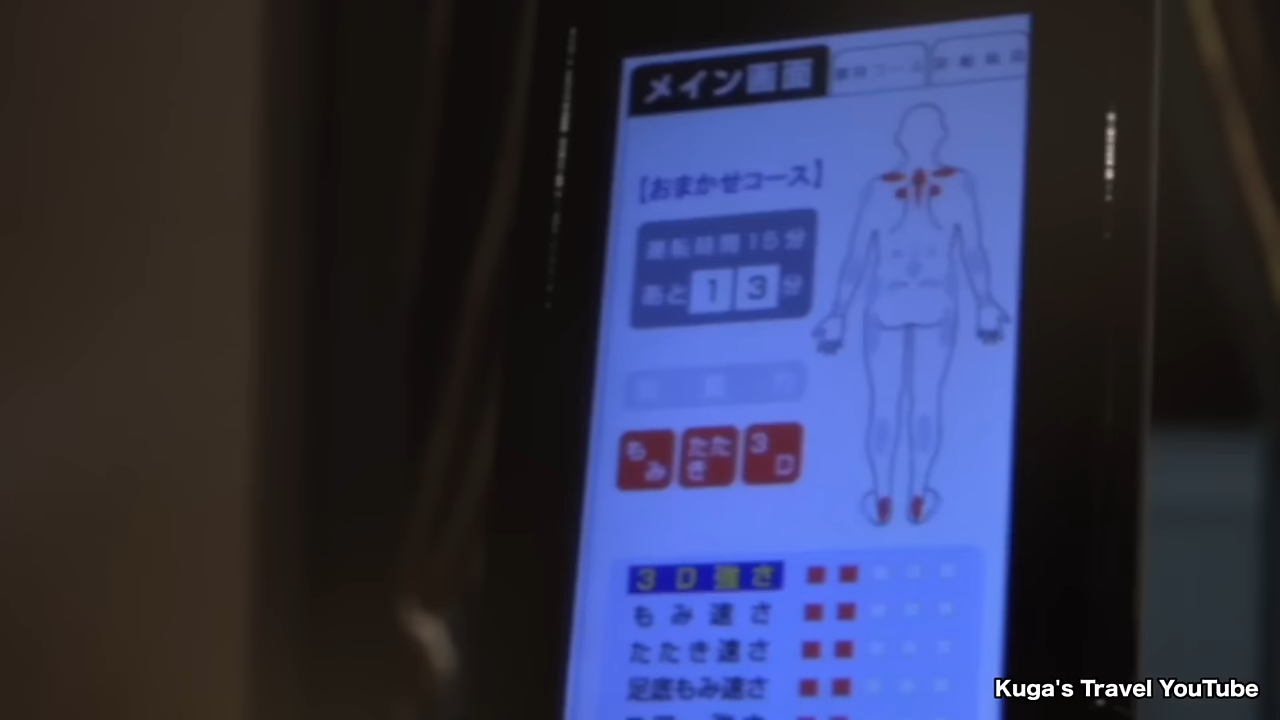 メイン画面
【おまかせコース】
運転時間15分
あと13分
もみ
たたき
3D
3D強さ
もみ速さ
たたき速さ
足底もみ速さ
Kuga's Travel YouTube